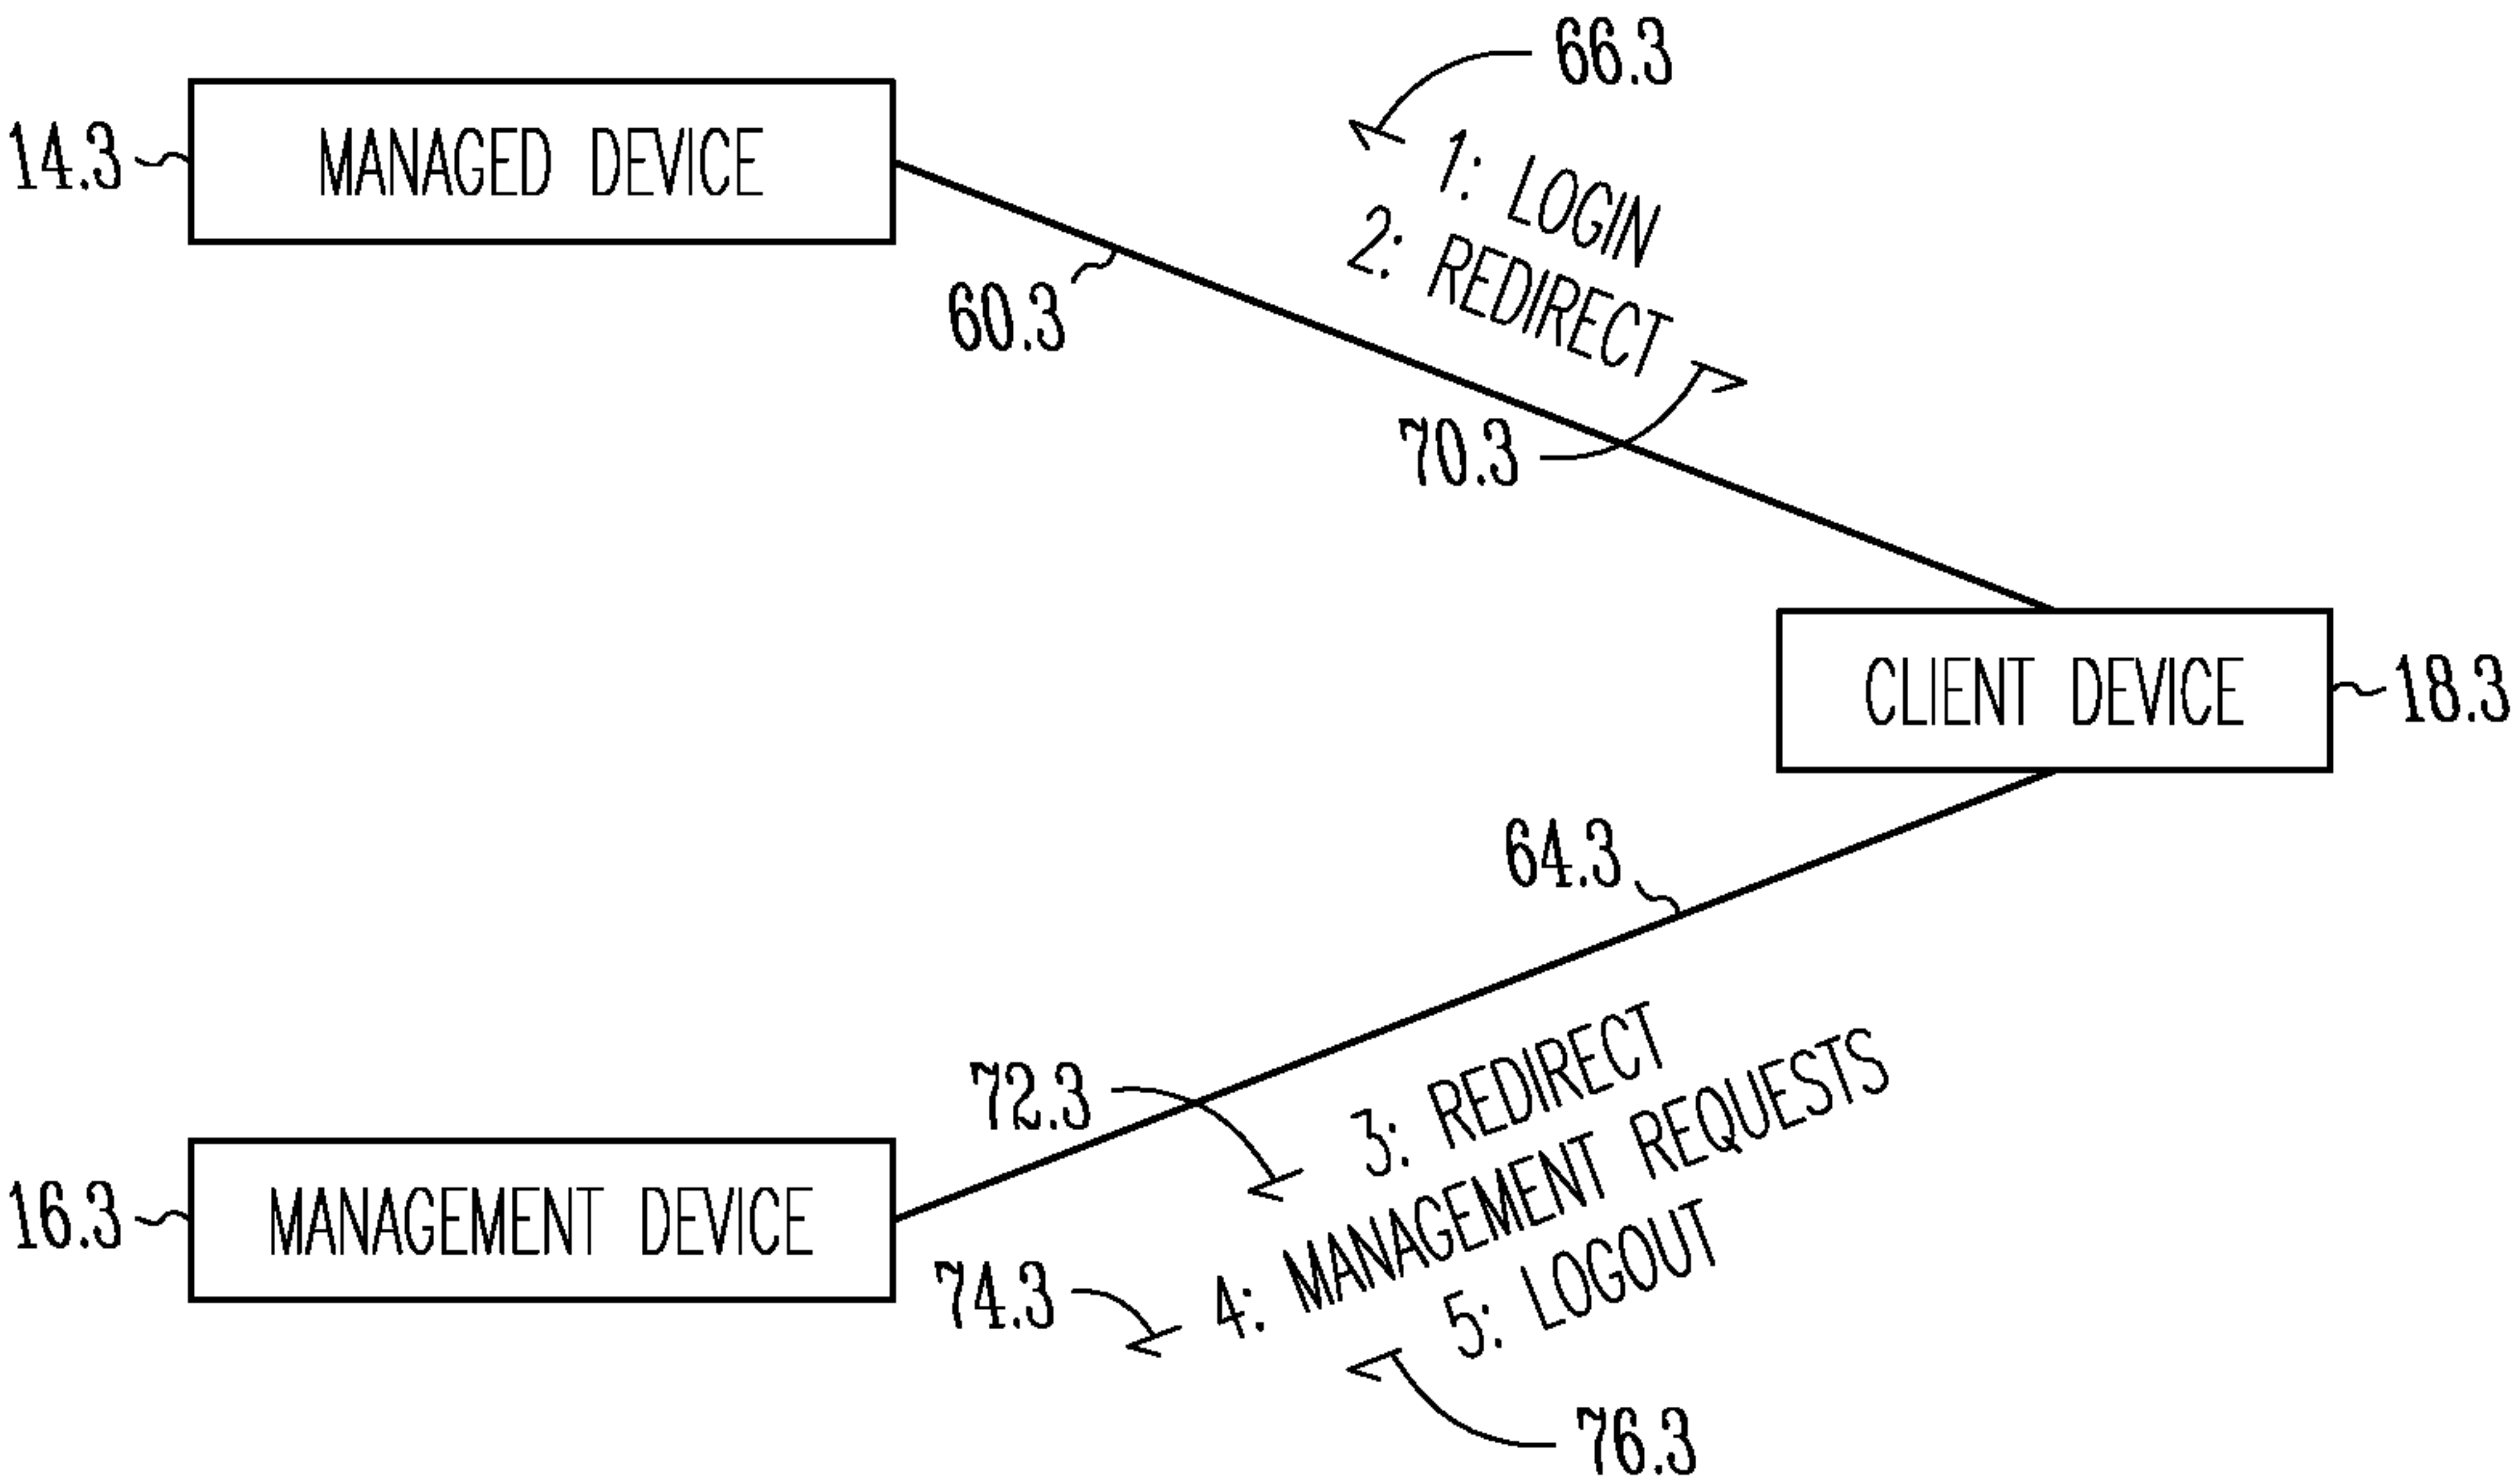 66.3
14.3
MANAGED DEVICE
1: LOGIN
2: REDIRECT
60.3
70.3
CLIENT DEVICE
18.3
64.3
72.3
3: REDIRECT
16.3
MANAGEMENT DEVICE
4: MANAGEMENT REQUESTS
74.3
5: LOGOUT
76.3